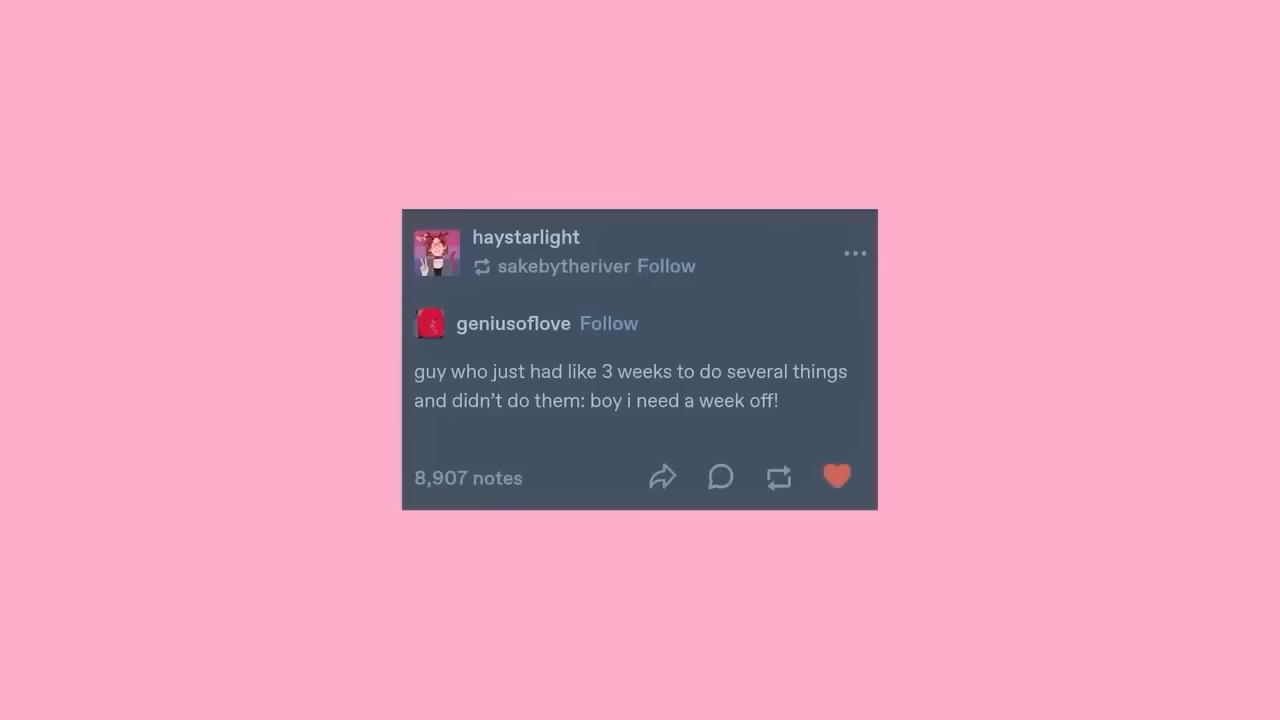 haystarlight
sakebytheriver Follow
geniusoflove Follow
guy who just had like 3 weeks to do several things
and didn’t do them: boy i need a week off!
8,907 notes